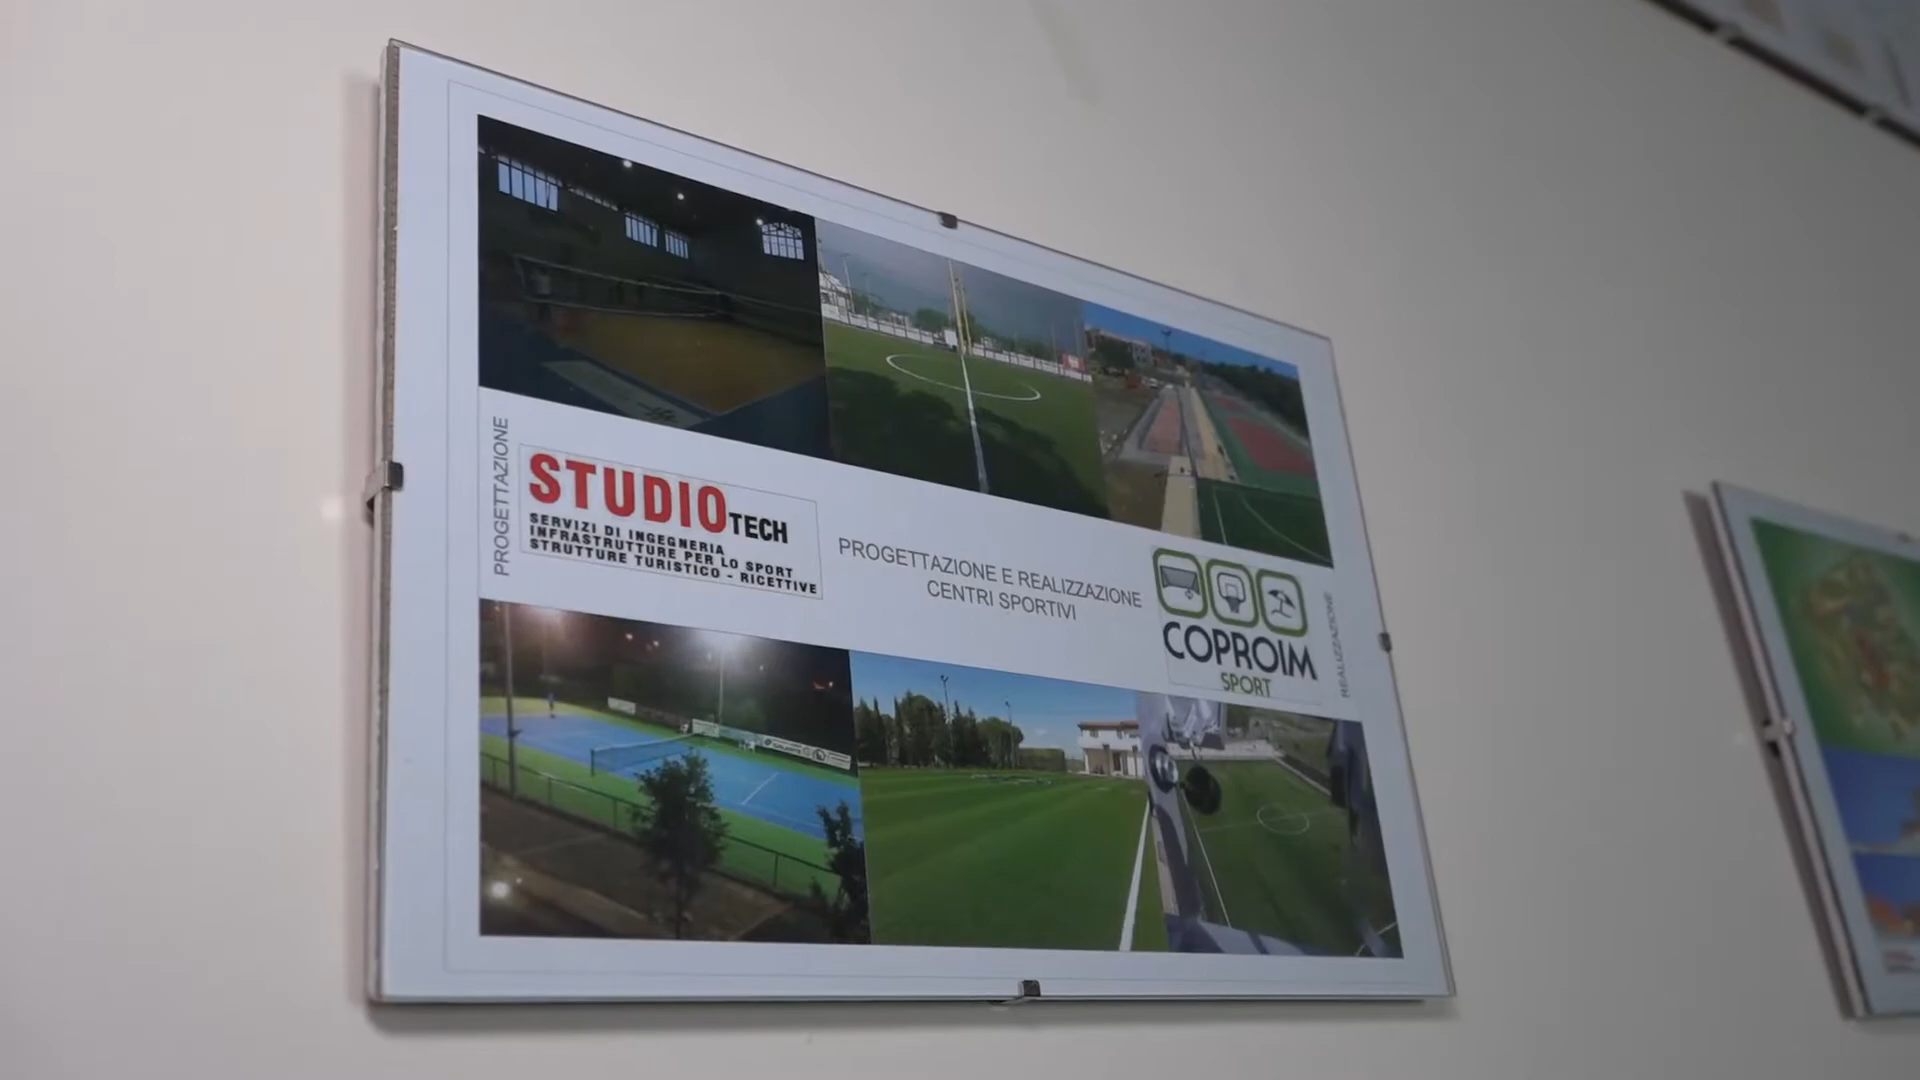 PROGETTAZIONE
STUDIO TECH
SERVIZI DI INGEGNERIA
INFRASTRUTTURE PER LO SPORT
STRUTTURE TURISTICO - RICETTIVE
PROGETTAZIONE E REALIZZAZIONE
CENTRI SPORTIVI
COPROIM
SPORT
REALIZZAZIONE